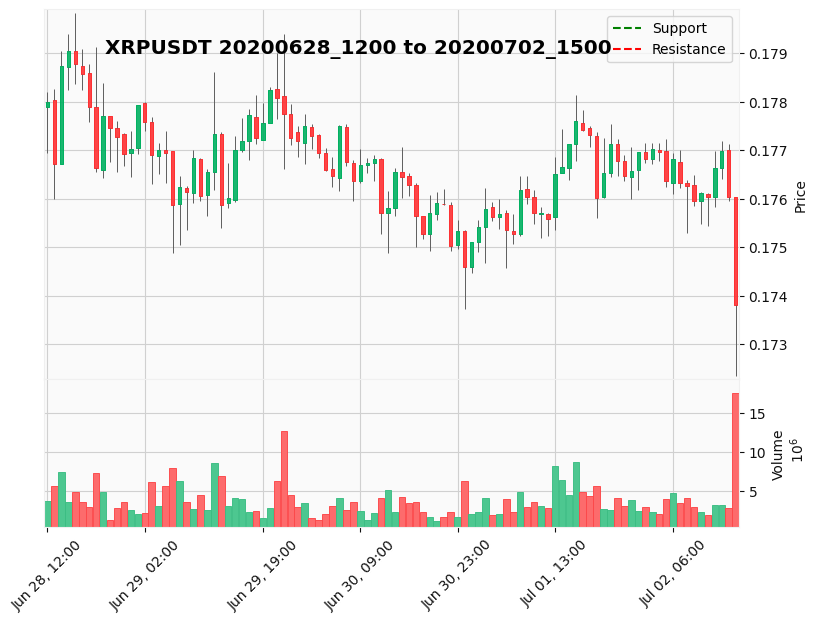 XRPUSDT 20200628_1200 to 20200702_1500
Support
Resistance
0.179
0.178
0.177
0.176
0.175
0.174
0.173
Price
15
10
5
Volume
10^6
Jun 28, 12:00
Jun 29, 02:00
Jun 29, 19:00
Jun 30, 09:00
Jun 30, 23:00
Jul 01, 13:00
Jul 02, 06:00